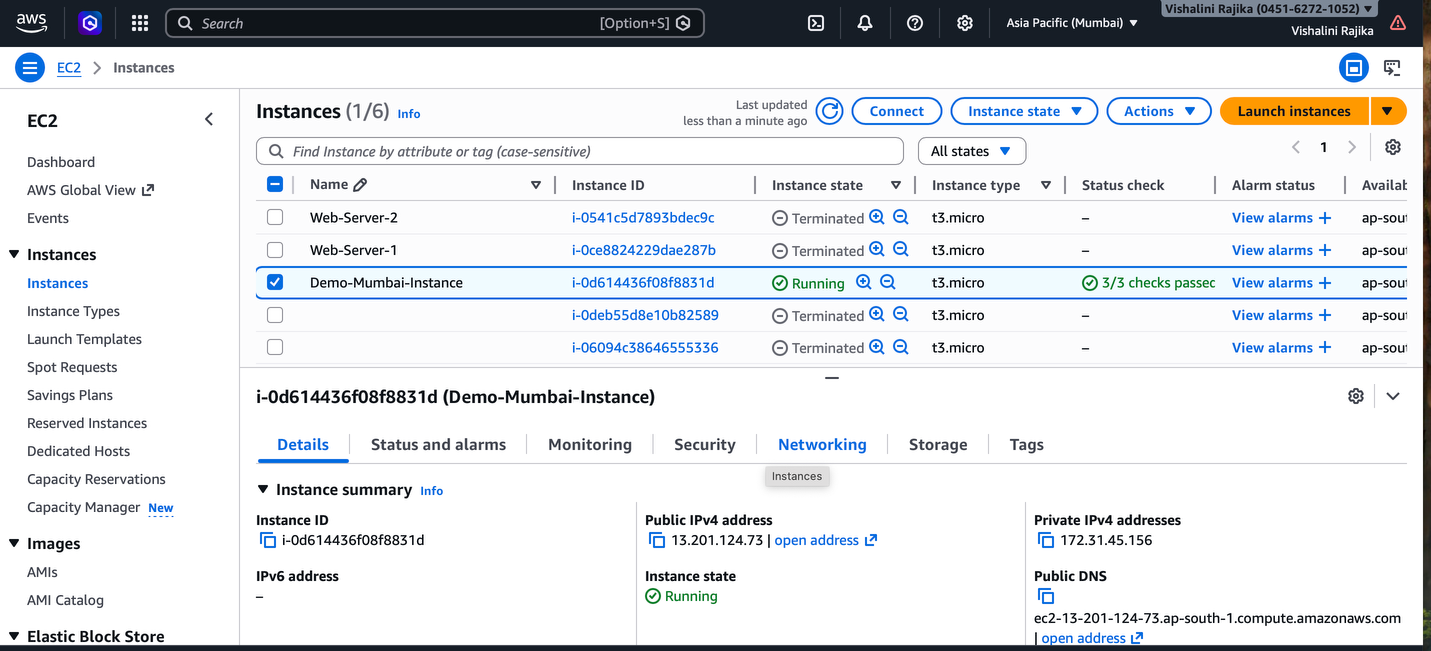 aws
Search [Option+S]
Asia Pacific (Mumbai)
Vishalini Rajika (0451-6272-1052)
Vishalini Rajika
EC2 Instances
EC2
Dashboard
AWS Global View
Events
Instances
Instances
Instance Types
Launch Templates
Spot Requests
Savings Plans
Reserved Instances
Dedicated Hosts
Capacity Reservations
Capacity Manager New
Images
AMIs
AMI Catalog
Elastic Block Store
Instances (1/6) Info
Last updated
less than a minute ago
Connect
Instance state
Actions
Launch instances
Find Instance by attribute or tag (case-sensitive)
All states
1
Name Instance ID Instance state Instance type Status check Alarm status Availab
Web-Server-2 i-0541c5d7893bdec9c Terminated t3.micro – View alarms + ap-sout
Web-Server-1 i-0ce8824229dae287b Terminated t3.micro – View alarms + ap-sout
Demo-Mumbai-Instance i-0d614436f08f8831d Running t3.micro 3/3 checks passec View alarms + ap-sout
i-0deb55d8e10b82589 Terminated t3.micro – View alarms + ap-sout
i-06094c38646555336 Terminated t3.micro – View alarms + ap-sout
i-0d614436f08f8831d (Demo-Mumbai-Instance)
Details Status and alarms Monitoring Security Networking Storage Tags
Instances
Instance summary Info
Instance ID
i-0d614436f08f8831d
IPv6 address
–
Public IPv4 address
13.201.124.73 | open address
Instance state
Running
Private IPv4 addresses
172.31.45.156
Public DNS
ec2-13-201-124-73.ap-south-1.compute.amazonaws.com
| open address